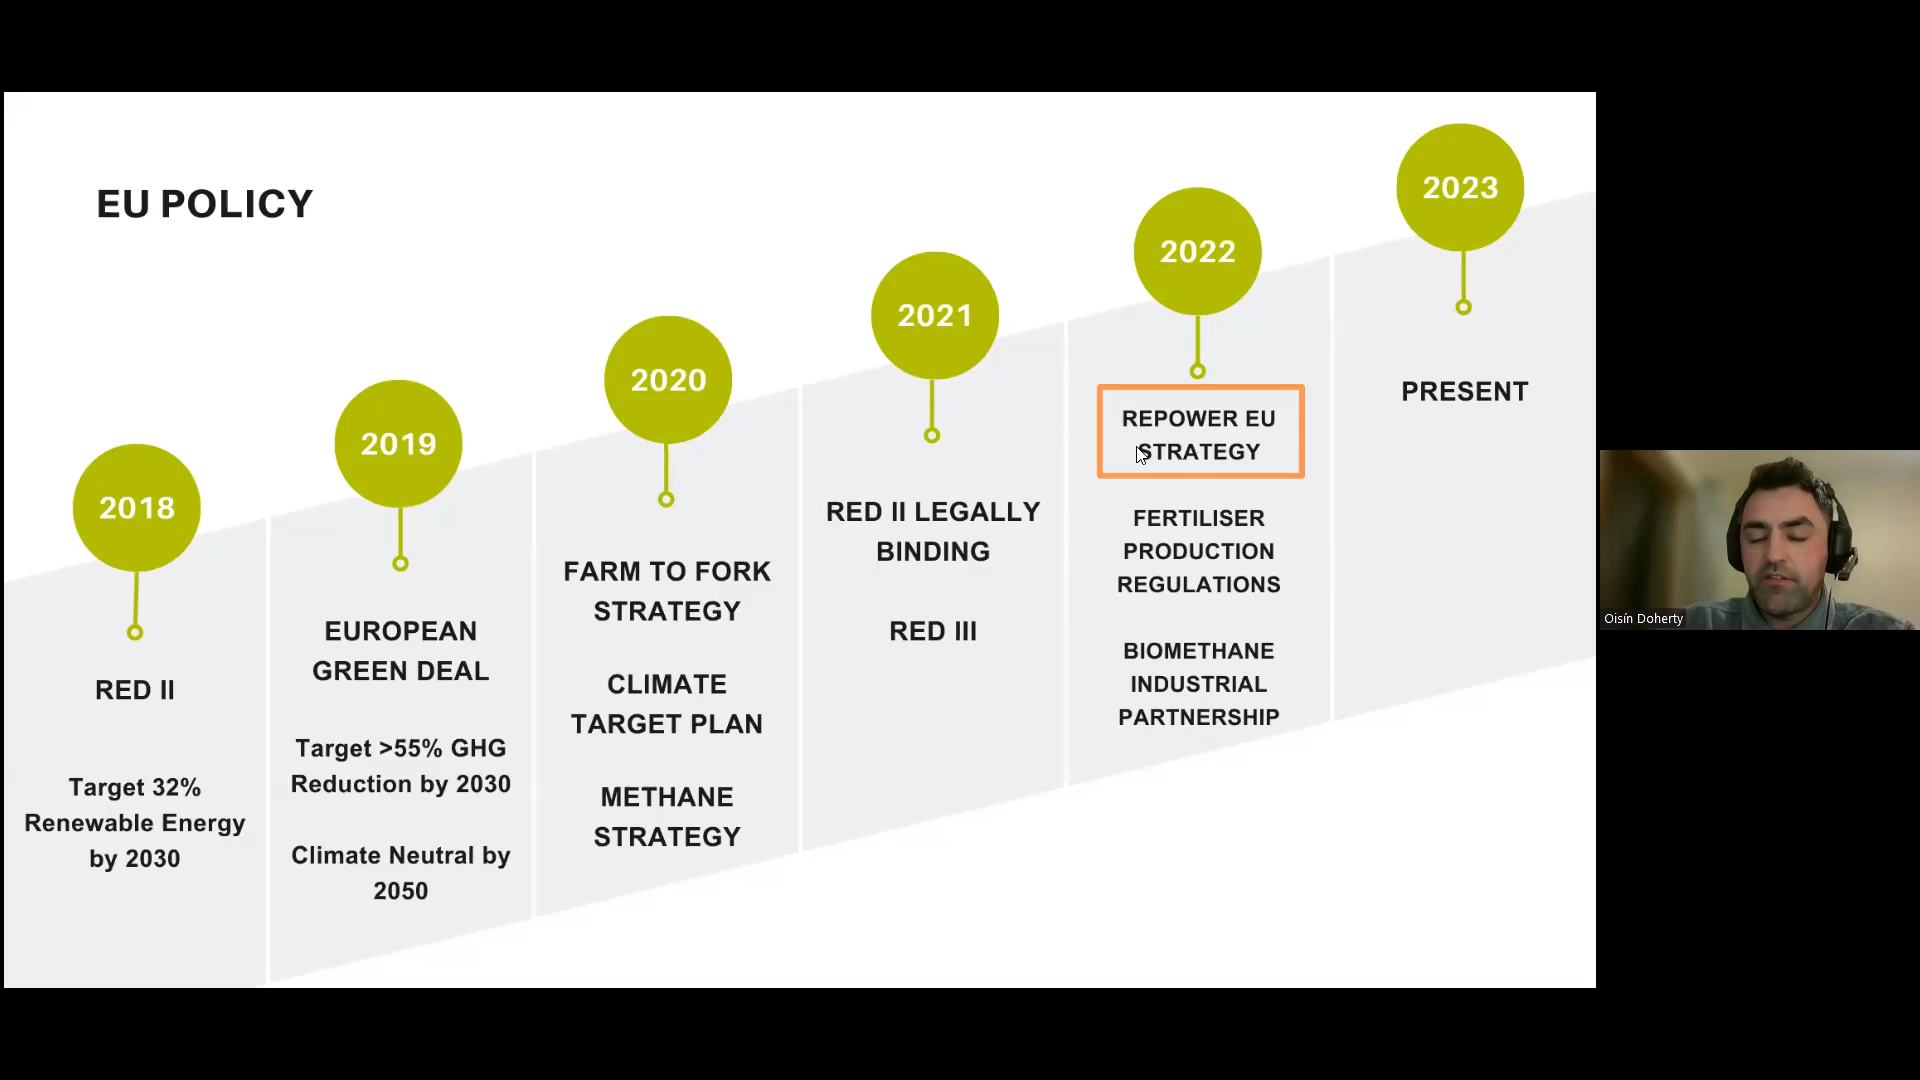 EU POLICY
2018
RED II
Target 32%
Renewable Energy
by 2030
2019
EUROPEAN
GREEN DEAL
Target >55% GHG
Reduction by 2030
Climate Neutral by
2050
2020
FARM TO FORK
STRATEGY
CLIMATE
TARGET PLAN
METHANE
STRATEGY
2021
RED II LEGALLY
BINDING
RED III
2022
REPOWER EU
STRATEGY
FERTILISER
PRODUCTION
REGULATIONS
BIOMETHANE
INDUSTRIAL
PARTNERSHIP
2023
PRESENT
Oisín Doherty